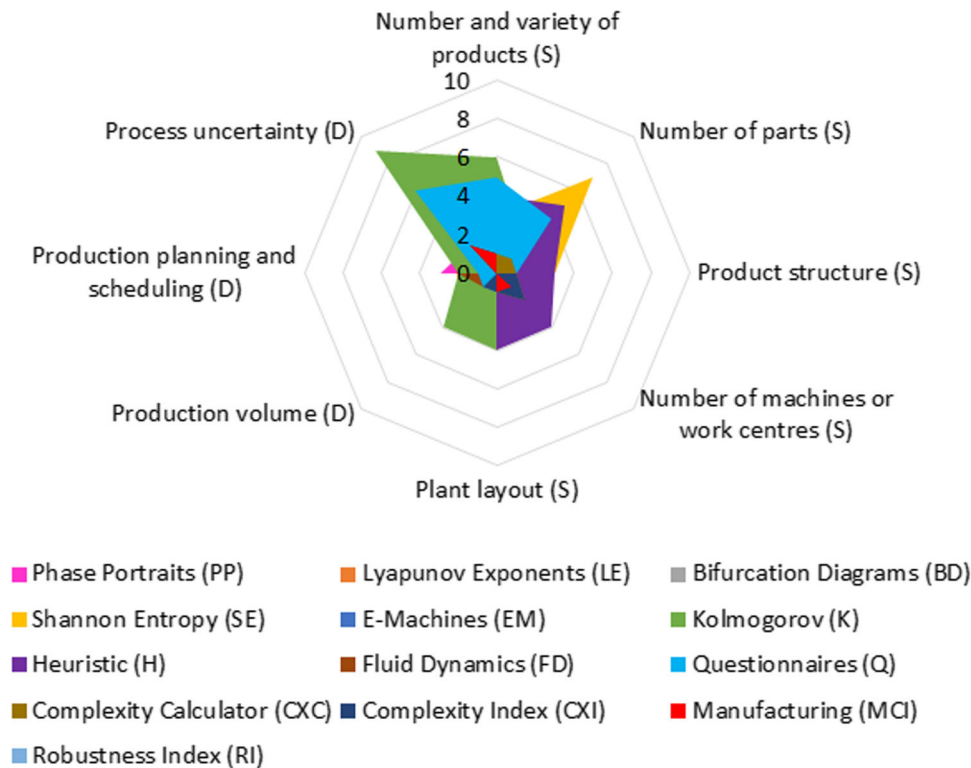 Number and variety of
products (S)
10
8
6
4
2
0
Process uncertainty (D)
Number of parts (S)
Production planning and
scheduling (D)
Product structure (S)
Production volume (D)
Number of machines or
work centres (S)
Plant layout (S)
Phase Portraits (PP)
Lyapunov Exponents (LE)
Bifurcation Diagrams (BD)
Shannon Entropy (SE)
E-Machines (EM)
Kolmogorov (K)
Heuristic (H)
Fluid Dynamics (FD)
Questionnaires (Q)
Complexity Calculator (CXC)
Complexity Index (CXI)
Manufacturing (MCI)
Robustness Index (RI)